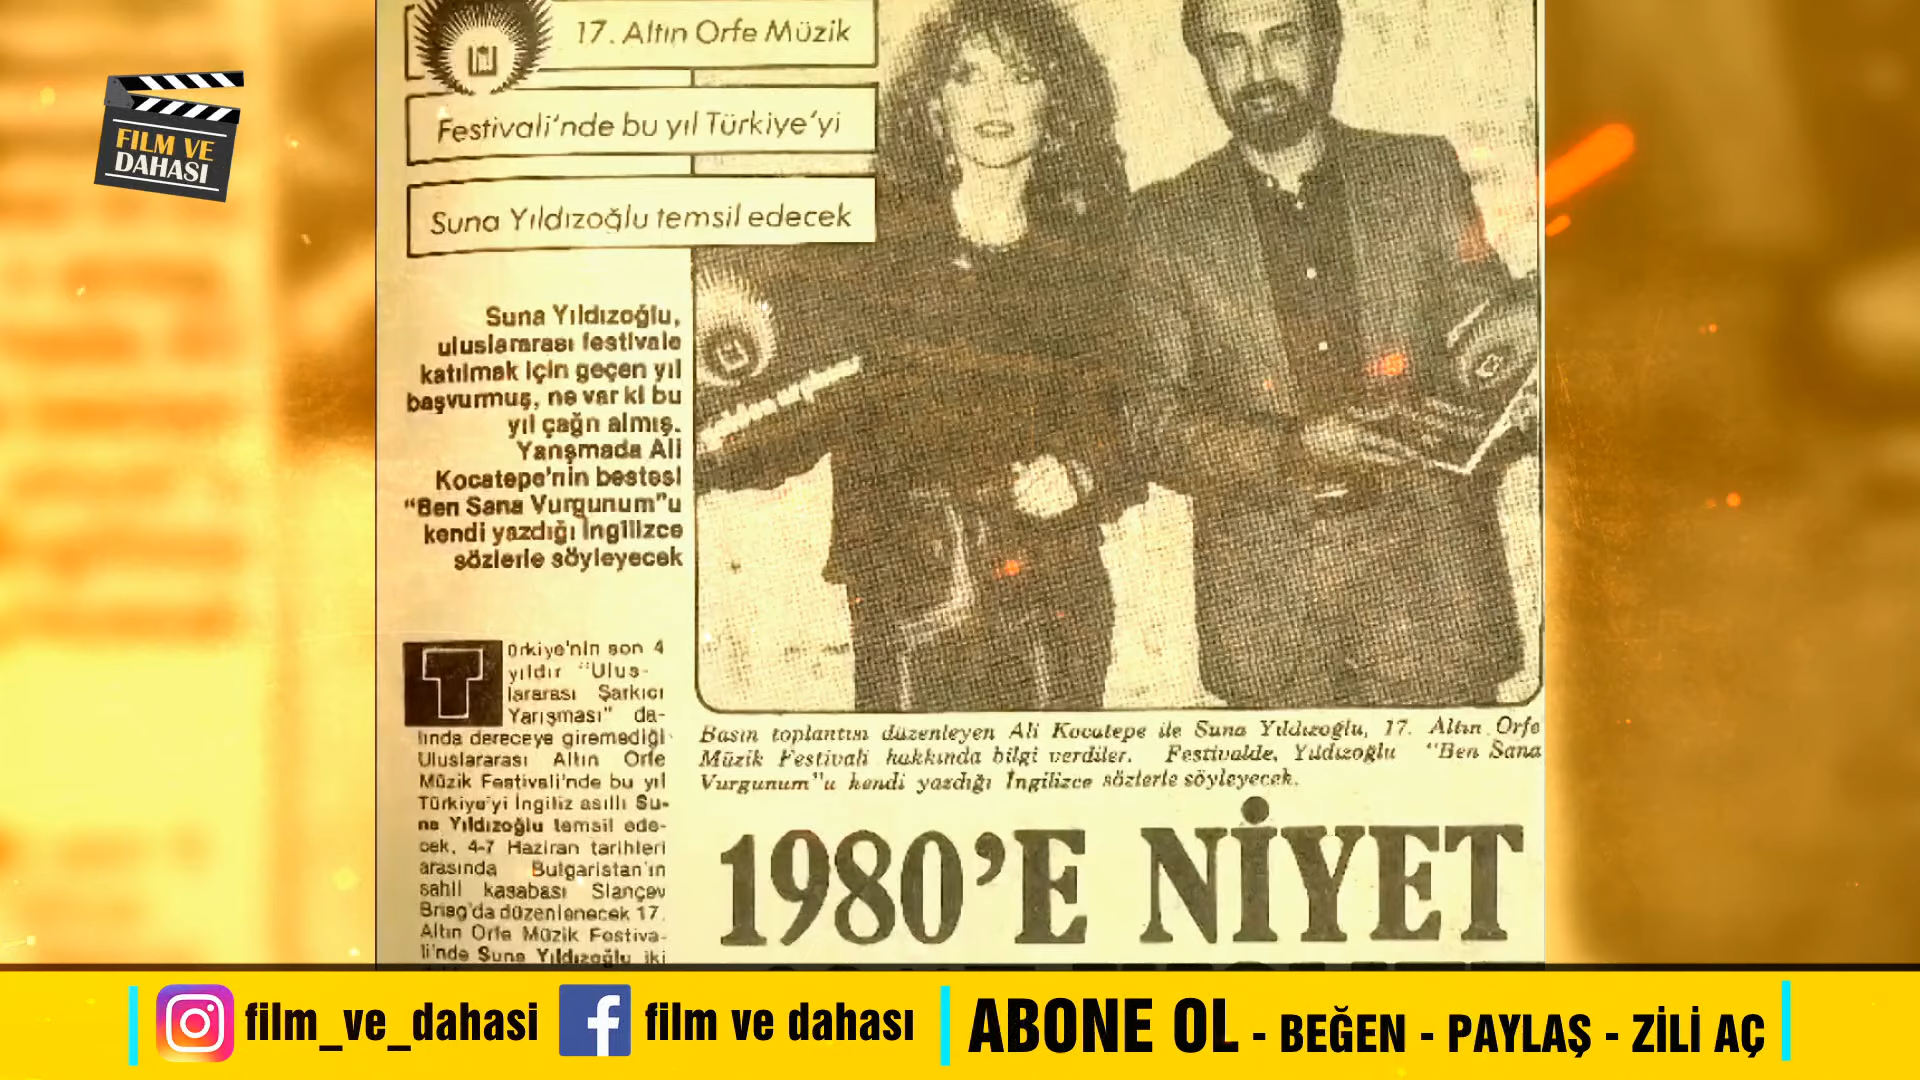 17. Altın Orfe Müzik
Festivali'nde bu yıl Türkiye'yi
Suna Yıldızoğlu temsil edecek
FILM VE
DAHASI
Suna Yıldızoğlu,
uluslararası festivale
katılmak için geçen yıl
başvurmuş, ne var ki bu
yıl çağrı almış.
Yarışmada Ali
Kocatepe'nin bestesi
"Ben Sana Vurgunum"u
kendi yazdığı İngilizce
sözlerle söyleyecek
Türkiye'nin son 4
yıldır "Ulus-
lararası Şarkıcı
Yarışması" da-
lında dereceye giremediği
Uluslararası Altın Orfe
Müzik Festivali'nde bu yıl
Türkiye'yi İngiliz asıllı Su-
na Yıldızoğlu temsil ede-
cek. 4-7 Haziran tarihleri
arasında Bulgaristan'ın
sahil kasabası Slançev
Briag'da düzenlenecek 17.
Altın Orfe Müzik Festiva-
li'nde Suna Yıldızoğlu iki
Basın toplantısı düzenleyen Ali Kocatepe ile Suna Yıldızoğlu, 17. Altın Orfe
Müzik Festivali hakkında bilgi verdiler. Festivalde, Yıldızoğlu "Ben Sana
Vurgunum"u kendi yazdığı İngilizce sözlerle söyleyecek.
1980'E NİYET
film_ve_dahasi film ve dahası ABONE OL - BEĞEN - PAYLAŞ - ZİLİ AÇ